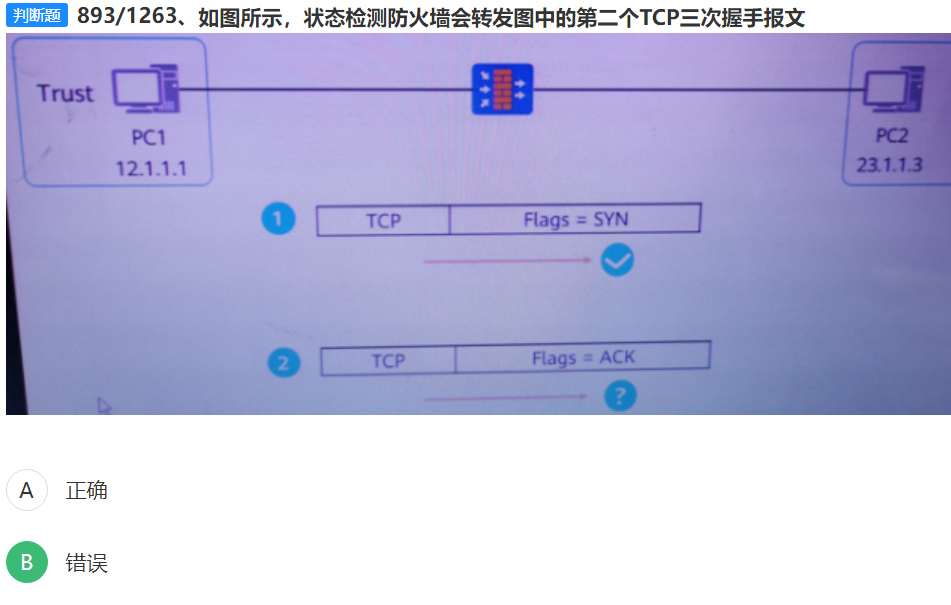 判断题 893/1263、如图所示，状态检测防火墙会转发图中的第二个TCP三次握手报文
Trust
PC1
12.1.1.1
PC2
23.1.1.3
1 TCP Flags = SYN
2 TCP Flags = ACK
?
A 正确
B 错误